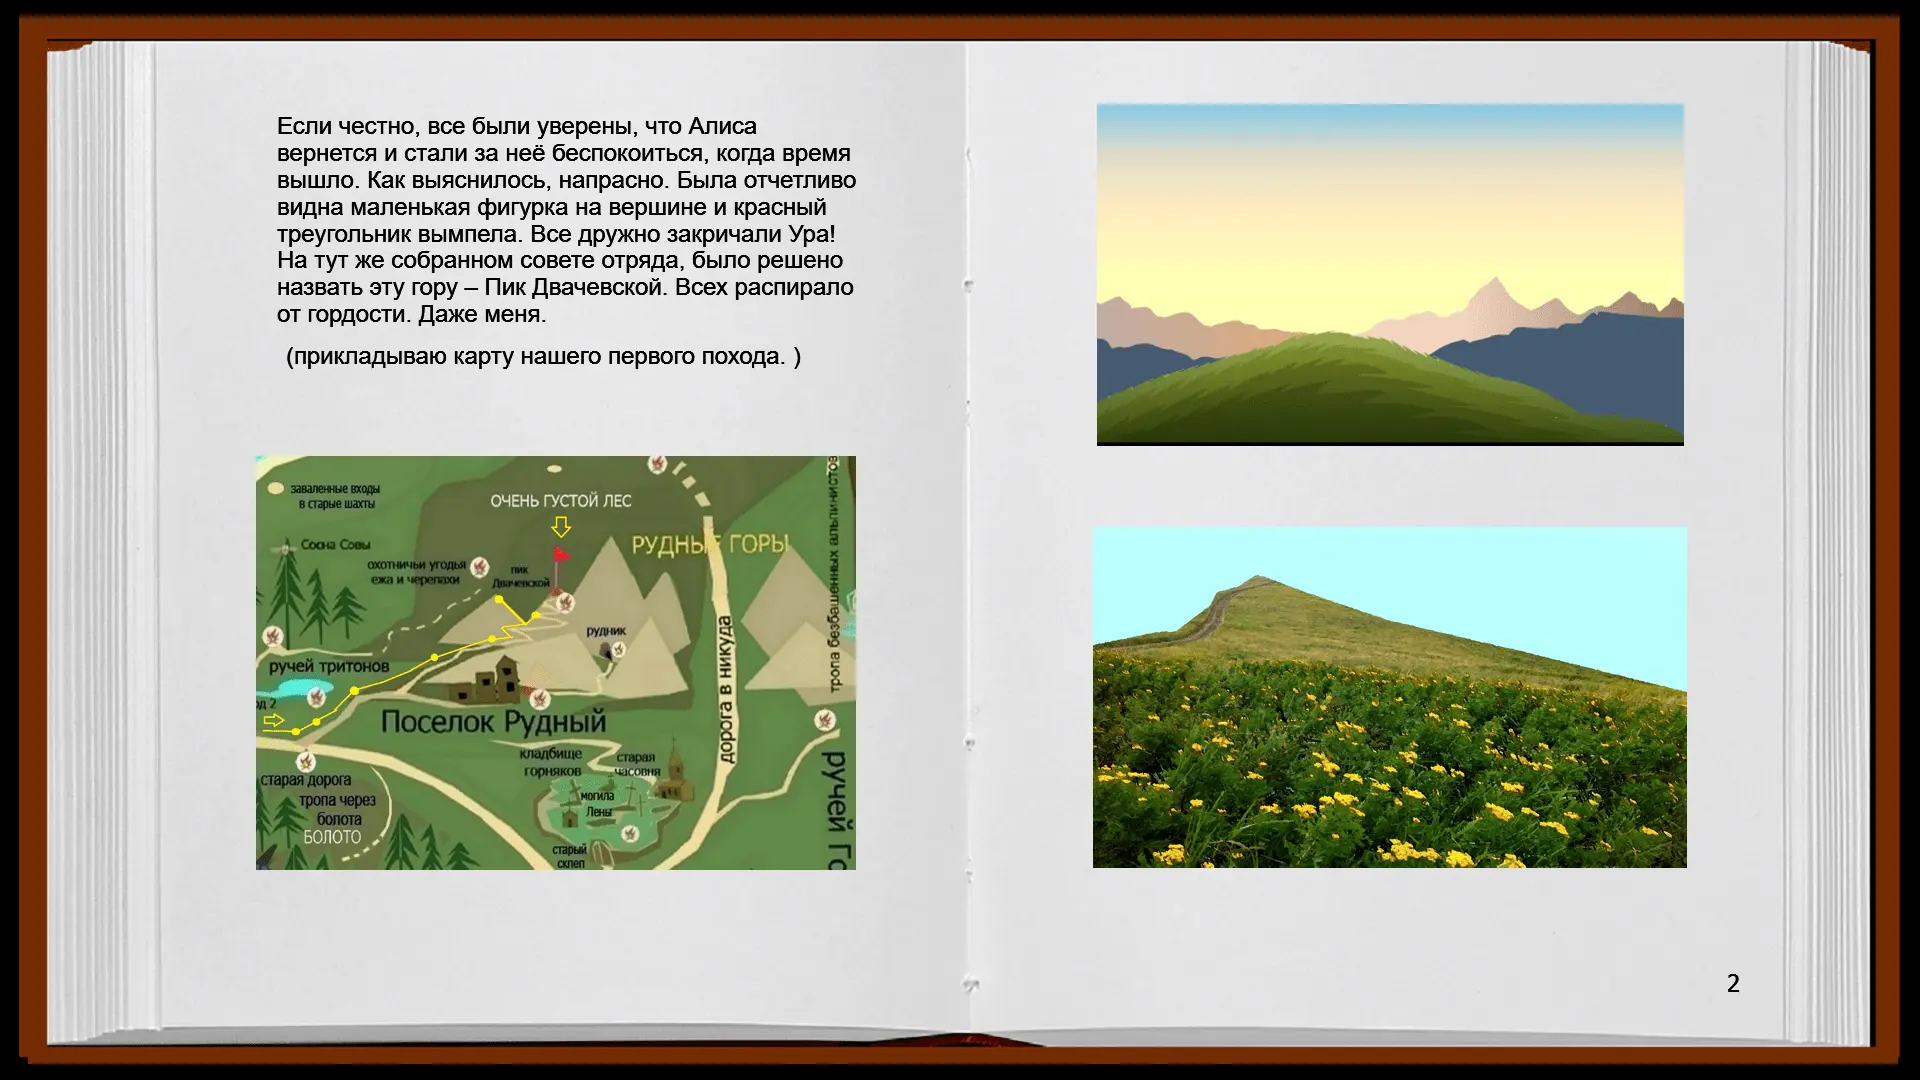 Если честно, все были уверены, что Алиса
вернется и стали за неё беспокоиться, когда время
вышло. Как выяснилось, напрасно. Была отчетливо
видна маленькая фигурка на вершине и красный
треугольник вымпела. Все дружно закричали Ура!
На тут же собранном совете отряда, было решено
назвать эту гору – Пик Двачевской. Всех распирало
от гордости. Даже меня.
(прикладываю карту нашего первого похода. )
заваленные входы
в старые шахты
ОЧЕНЬ ГУСТОЙ ЛЕС
РУДНЫЕ ГОРЫ
Сосна Совы
охотничьи угодья
ежа и черепахи
пик
Двачевской
тропа безбашенных альпинистов
рудник
ручей тритонов
дорога в никуда
Поселок Рудный
кладбище
горняков
старая
часовня
старая дорога
тропа через
болота
БОЛОТО
могила
Лены
старый
склеп
ручей
2